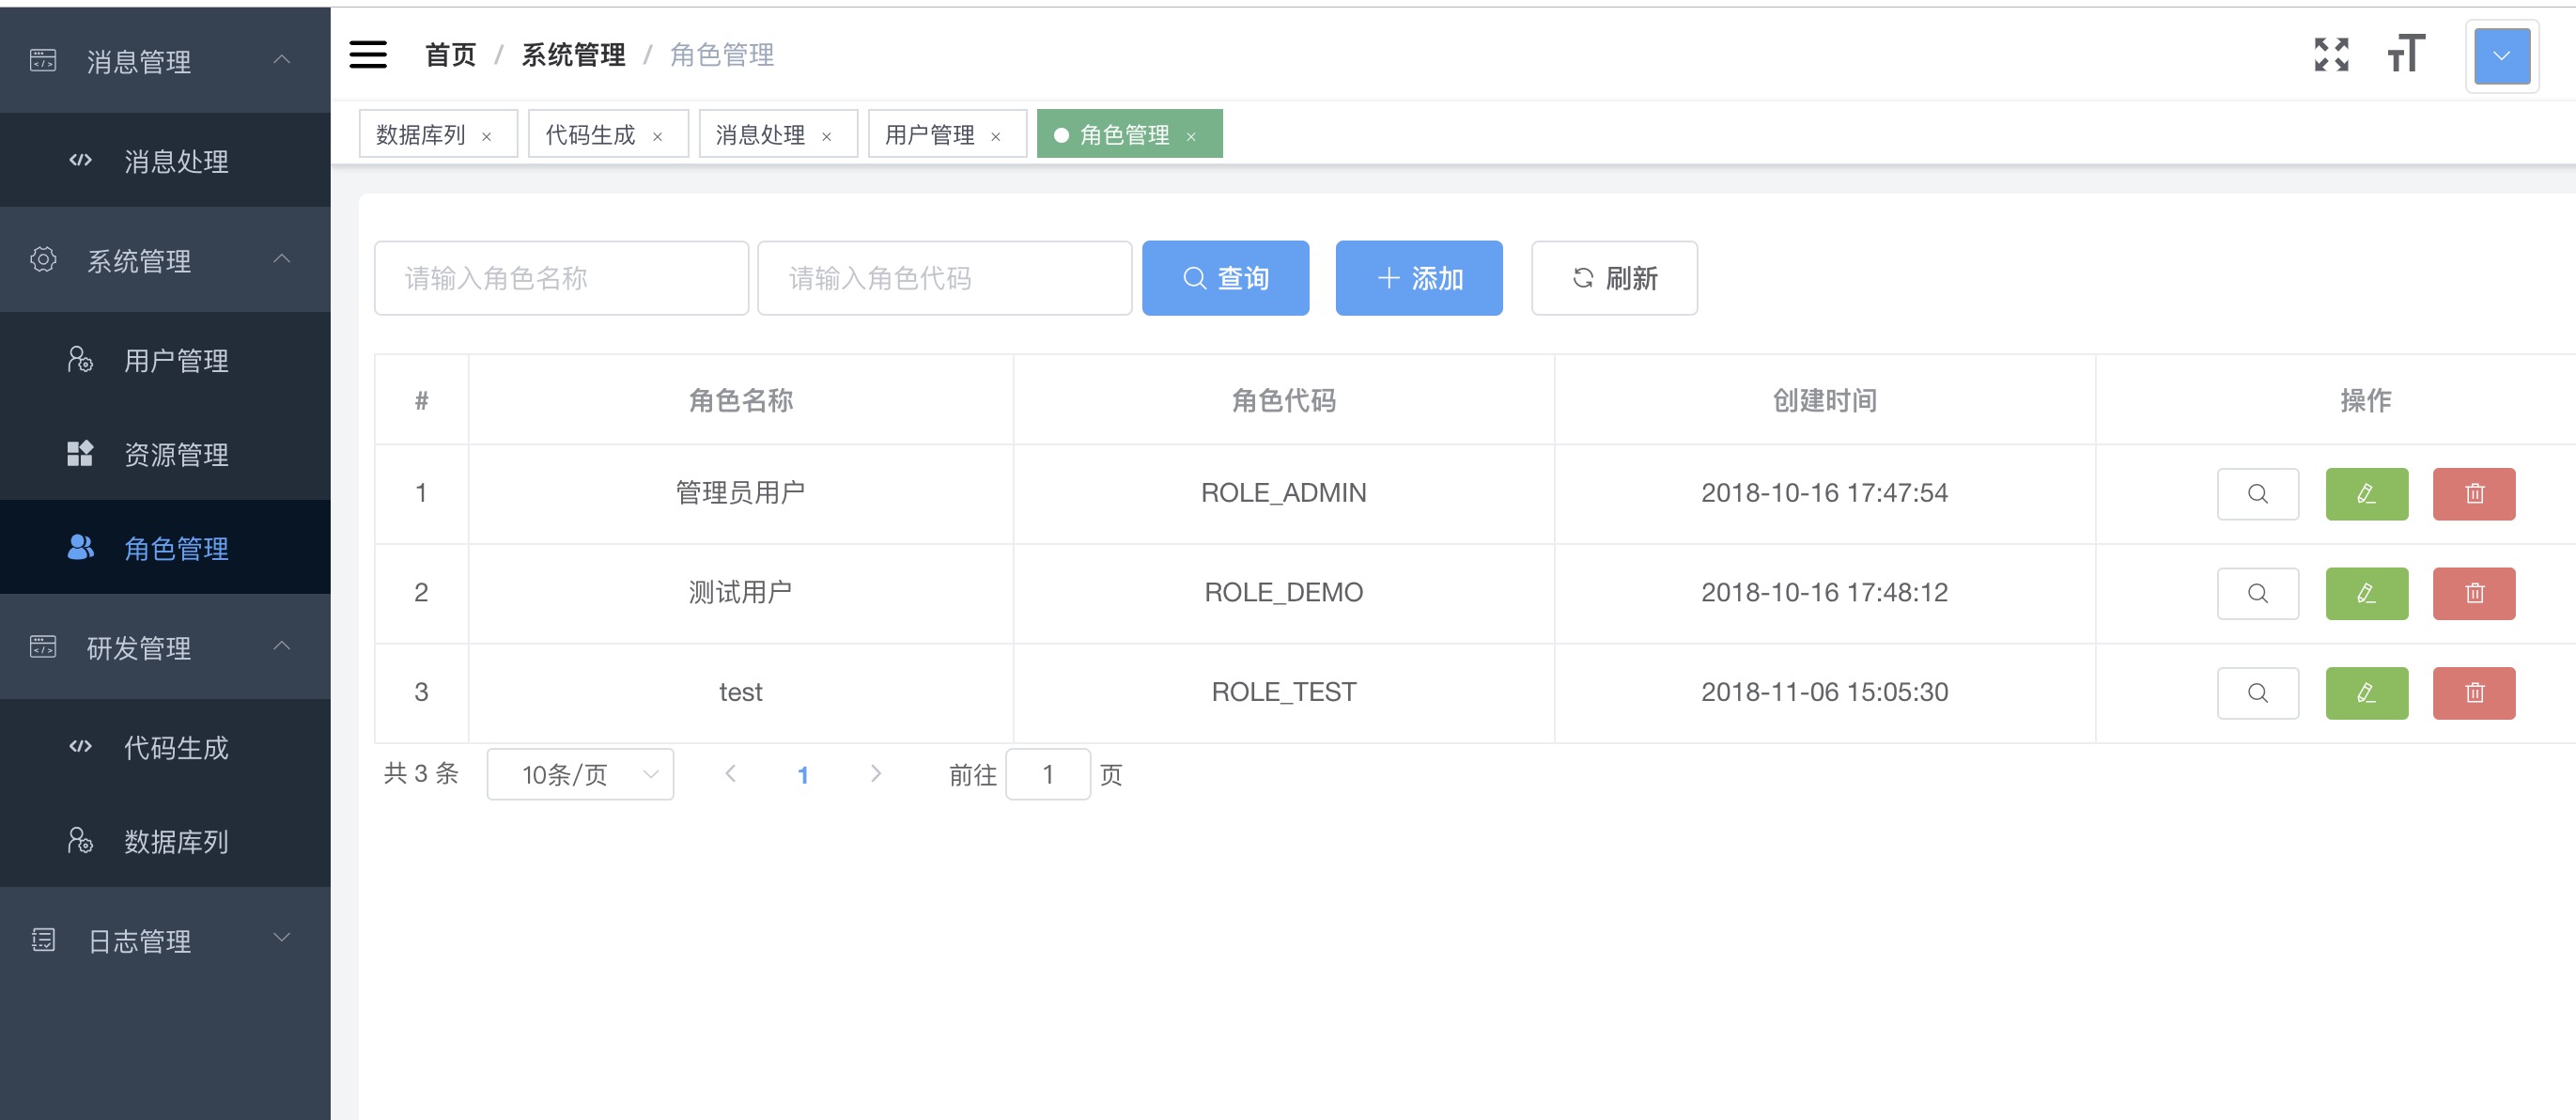 消息管理
消息处理
系统管理
用户管理
资源管理
角色管理
研发管理
代码生成
数据库列
日志管理
首页 / 系统管理 / 角色管理
数据库列 × 代码生成 × 消息处理 × 用户管理 × 角色管理 ×
请输入角色名称 请输入角色代码 查询 添加 刷新
# 角色名称 角色代码 创建时间 操作
1 管理员用户 ROLE_ADMIN 2018-10-16 17:47:54
2 测试用户 ROLE_DEMO 2018-10-16 17:48:12
3 test ROLE_TEST 2018-11-06 15:05:30
共 3 条 10条/页 1 前往 1 页